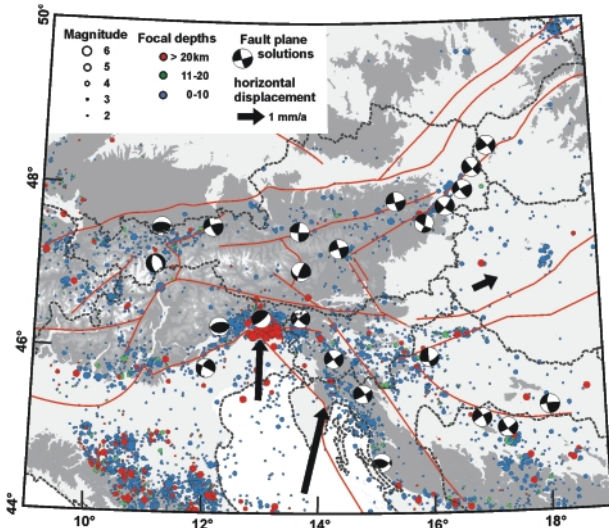 50°
48°
46°
44°
Magnitude
6
5
4
3
2
Focal depths
> 20km
11-20
0-10
Fault plane
solutions
horizontal
displacement
1 mm/a
10°
12°
14°
16°
18°